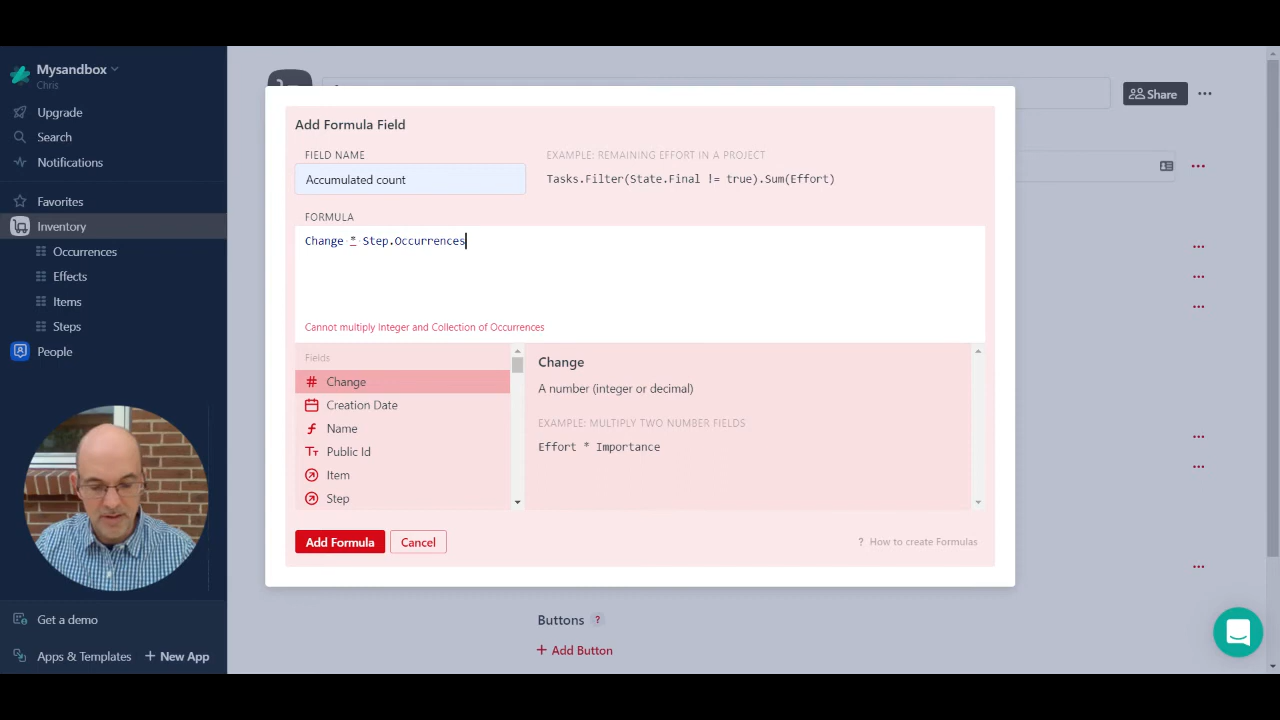 Mysandbox
Chris
Upgrade
Search
Notifications
Favorites
Inventory
Occurrences
Effects
Items
Steps
People
Get a demo
Apps & Templates
New App
Share
Add Formula Field
FIELD NAME
Accumulated count
EXAMPLE: REMAINING EFFORT IN A PROJECT
Tasks.Filter(State.Final != true).Sum(Effort)
FORMULA
Change * Step.Occurrences
Cannot multiply Integer and Collection of Occurrences
Fields
Change
Creation Date
Name
Public Id
Item
Step
Change
A number (integer or decimal)
EXAMPLE: MULTIPLY TWO NUMBER FIELDS
Effort * Importance
Add Formula
Cancel
? How to create Formulas
Buttons ?
+ Add Button